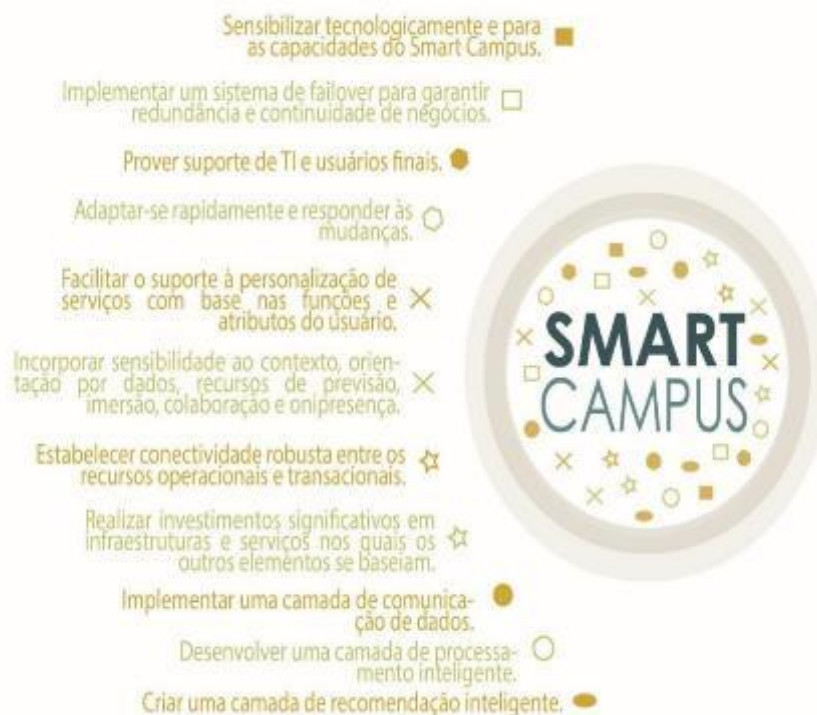 Sensibilizar tecnologicamente e para
as capacidades do Smart Campus.
Implementar um sistema de failover para garantir
redundância e continuidade de negócios.
Prover suporte de TI e usuários finais.
Adaptar-se rapidamente e responder às
mudanças.
Facilitar o suporte à personalização de
serviços com base nas funções e
atributos do usuário.
Incorporar sensibilidade ao contexto, orien-
tação por dados, recursos de previsão,
imersão, colaboração e onipresença.
Estabelecer conectividade robusta entre os
recursos operacionais e transacionais.
Realizar investimentos significativos em
infraestruturas e serviços nos quais os
outros elementos se baseiam.
Implementar uma camada de comunica-
ção de dados.
Desenvolver uma camada de processa-
mento inteligente.
Criar uma camada de recomendação inteligente.
SMART
CAMPUS